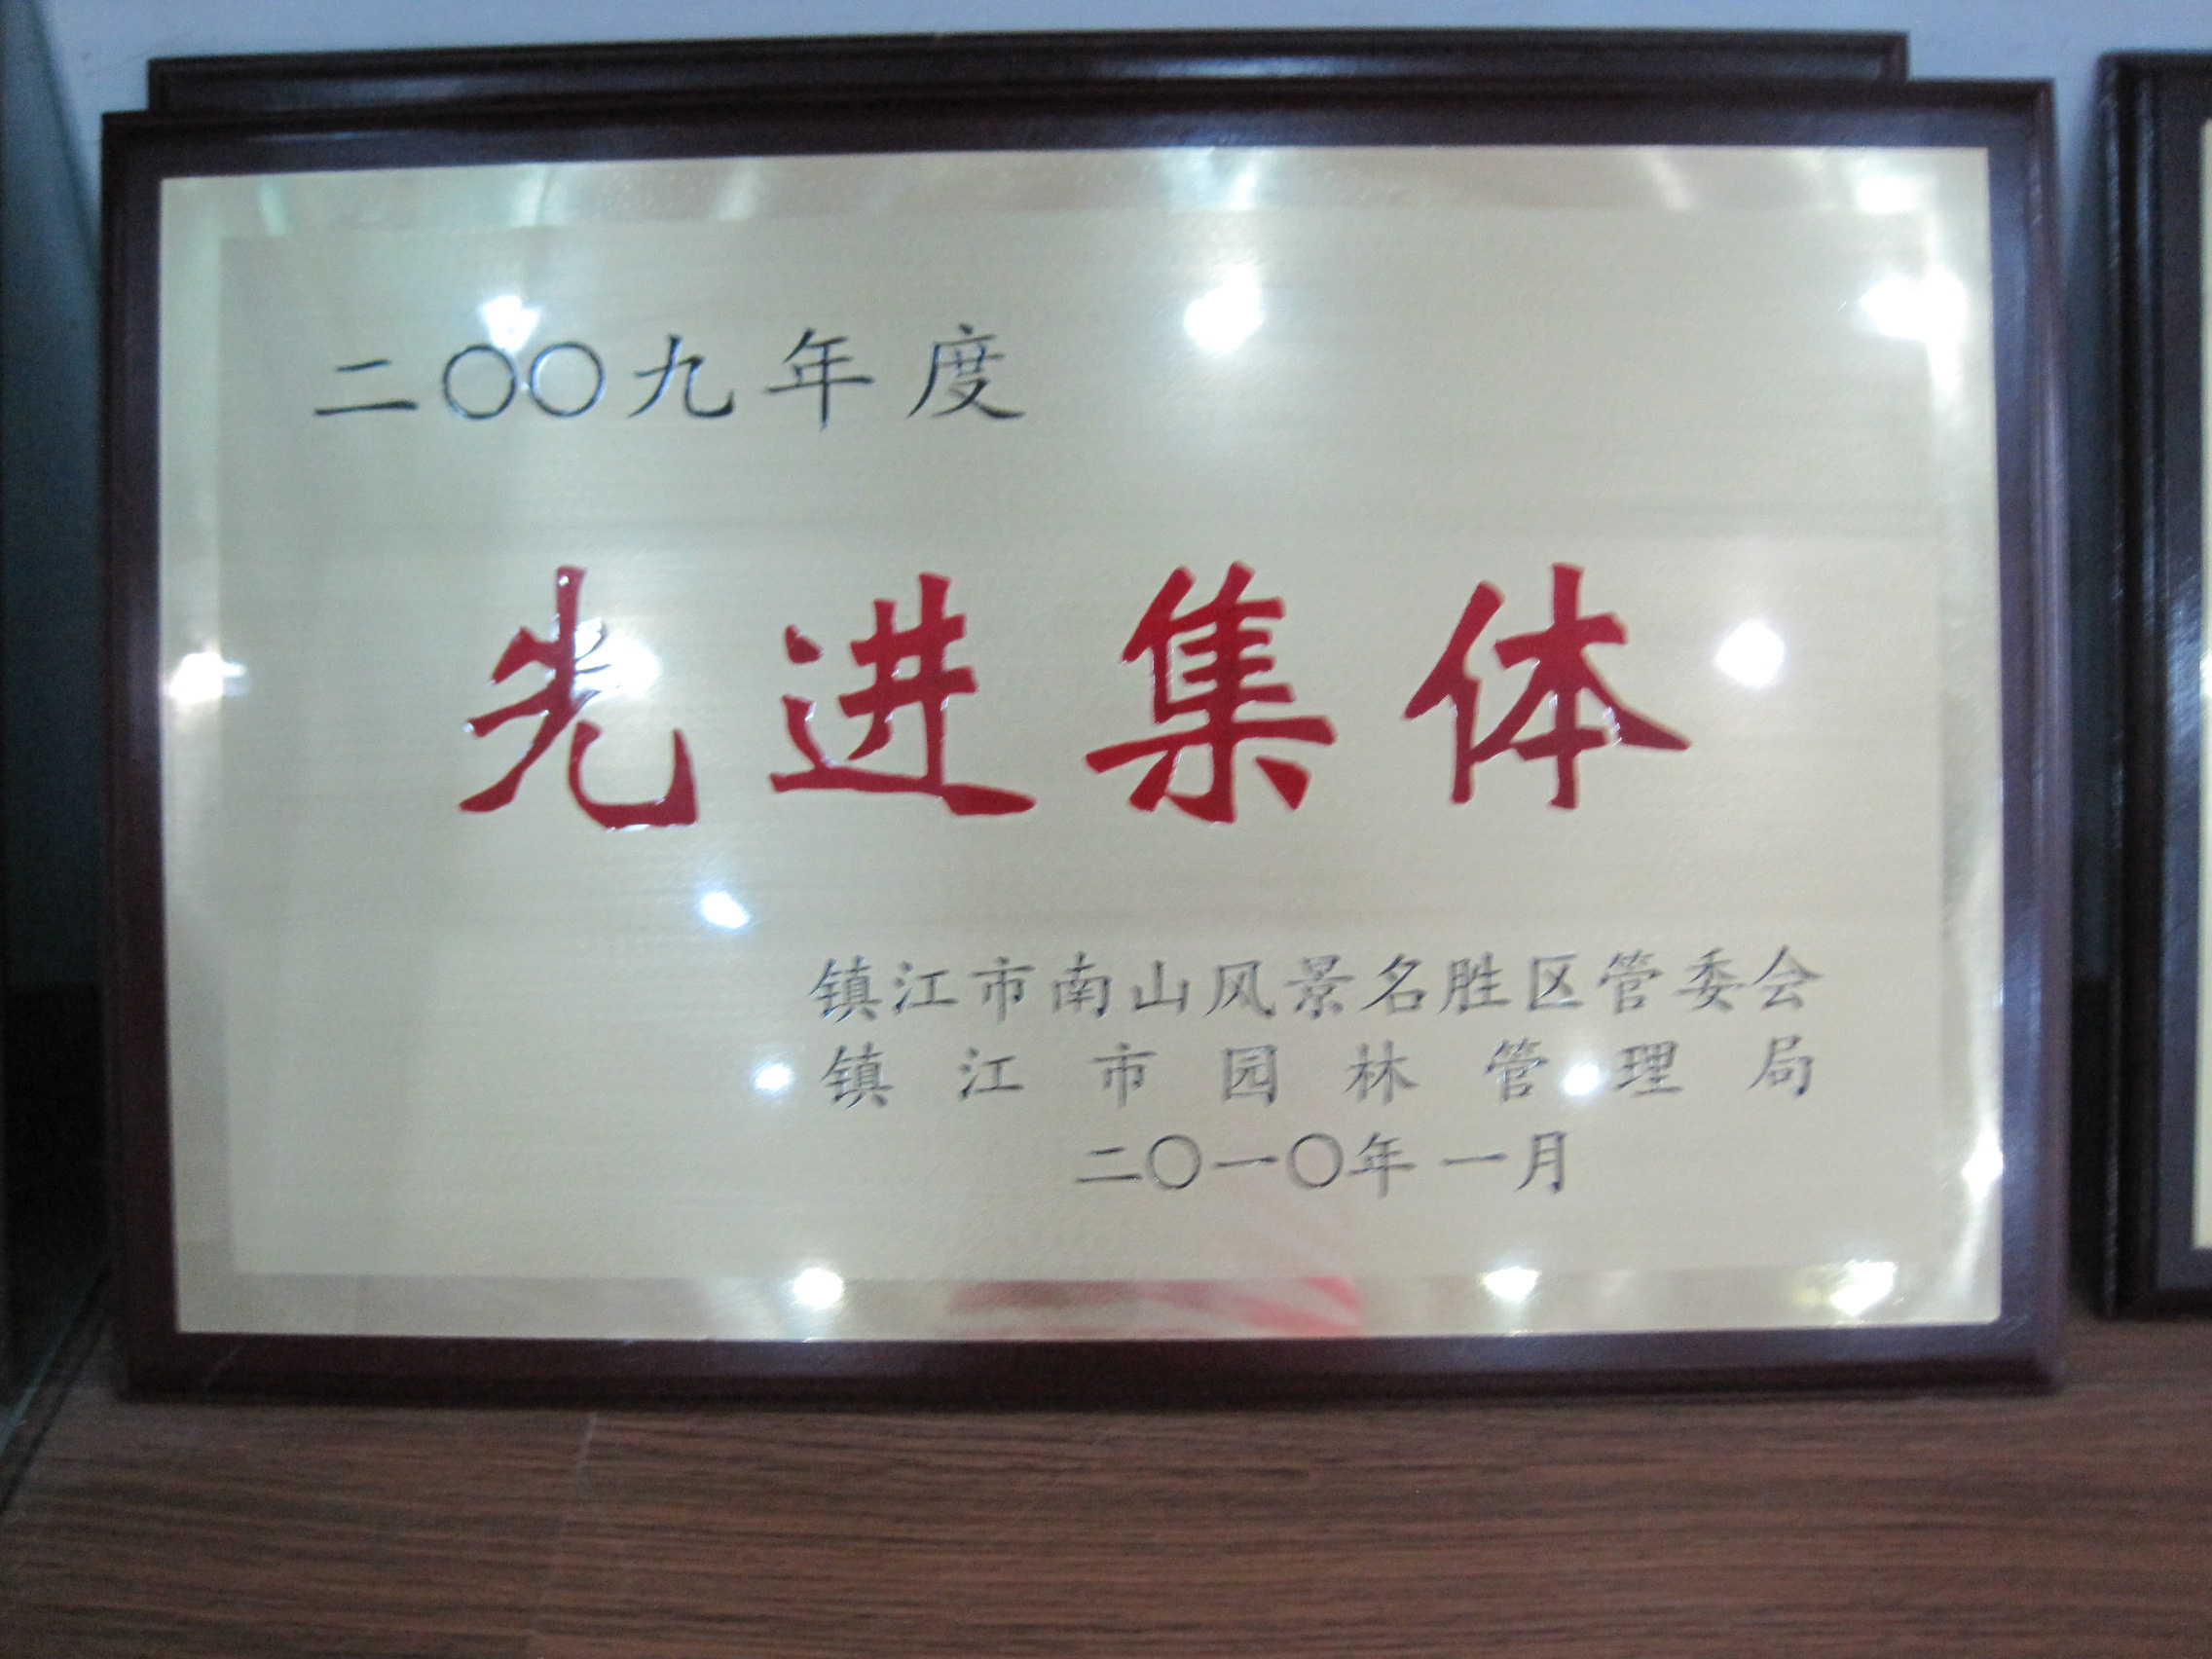 二〇〇九年度
先进集体
镇江市南山风景名胜区管委会
镇江市园林管理局
二〇一〇年一月